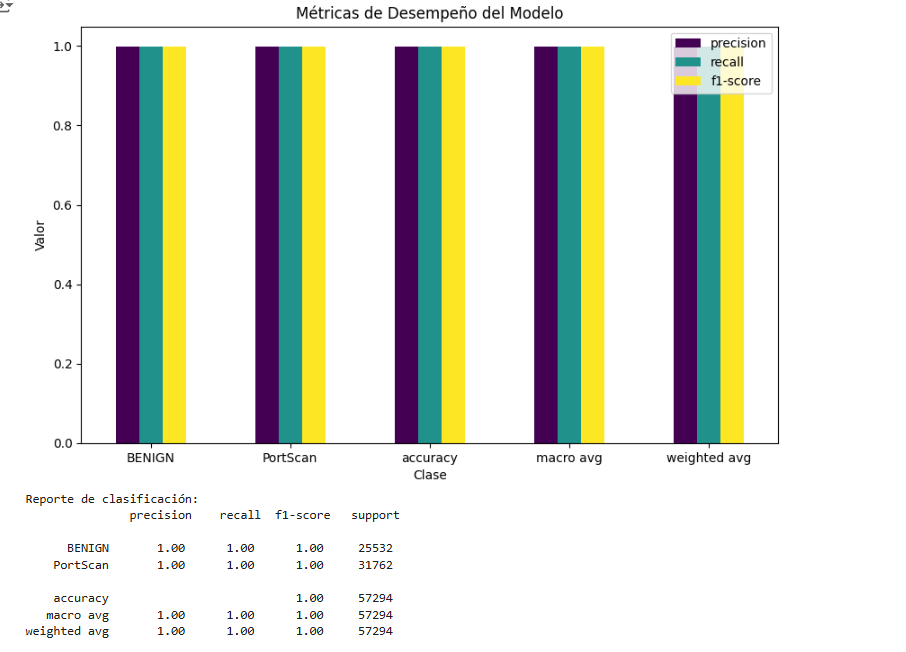 Métricas de Desempeño del Modelo
precision
recall
f1-score
1.0
0.8
0.6
0.4
0.2
0.0
Valor
BENIGN PortScan accuracy macro avg weighted avg
Clase
Reporte de clasificación:
precision recall f1-score support
BENIGN 1.00 1.00 1.00 25532
PortScan 1.00 1.00 1.00 31762
accuracy 1.00 57294
macro avg 1.00 1.00 1.00 57294
weighted avg 1.00 1.00 1.00 57294